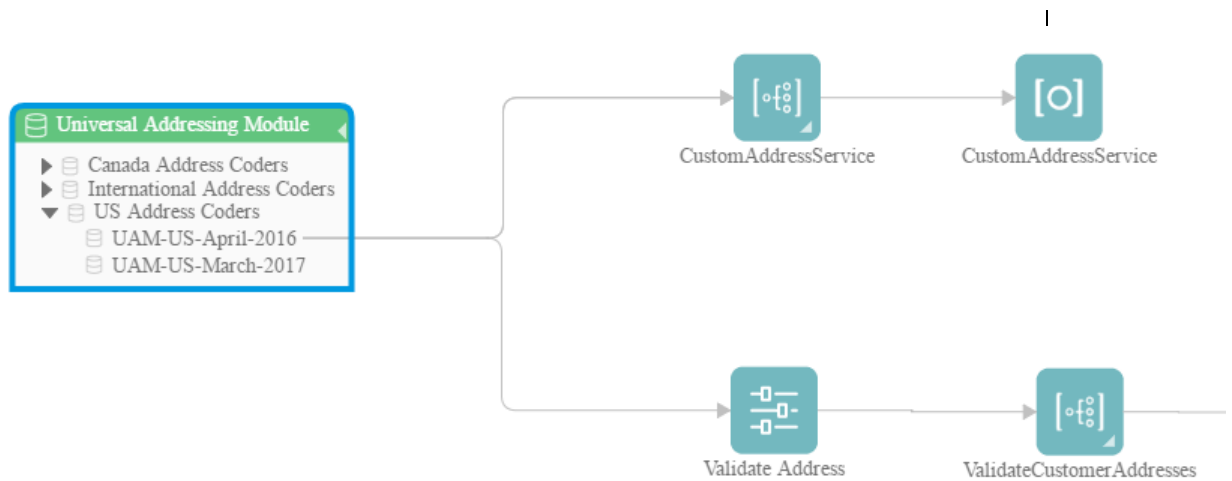 Universal Addressing Module
Canada Address Coders
International Address Coders
US Address Coders
UAM-US-April-2016
UAM-US-March-2017
CustomAddressService
CustomAddressService
Validate Address
ValidateCustomerAddresses